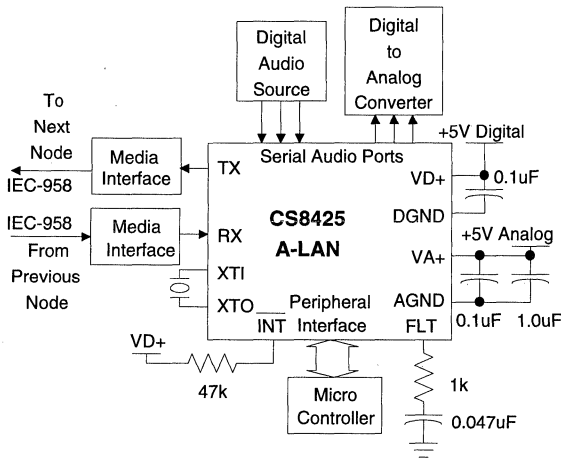 Digital
Audio
Source
Digital
to
Analog
Converter
To
Next
Node
IEC-958
Media
Interface
TX
Serial Audio Ports
+5V Digital
VD+
0.1uF
DGND
IEC-958
From
Previous
Node
Media
Interface
RX
CS8425
A-LAN
+5V Analog
VA+
XTI
XTO
AGND
0.1uF
1.0uF
INT
Peripheral
Interface
FLT
VD+
47k
Micro
Controller
1k
0.047uF